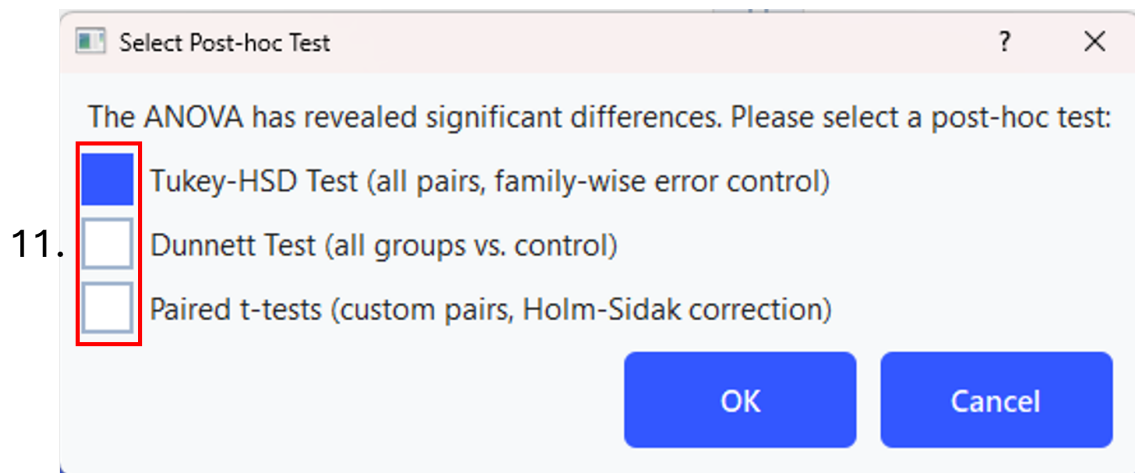 Select Post-hoc Test ?
The ANOVA has revealed significant differences. Please select a post-hoc test:
Tukey-HSD Test (all pairs, family-wise error control)
11. Dunnett Test (all groups vs. control)
Paired t-tests (custom pairs, Holm-Sidak correction)
OK Cancel